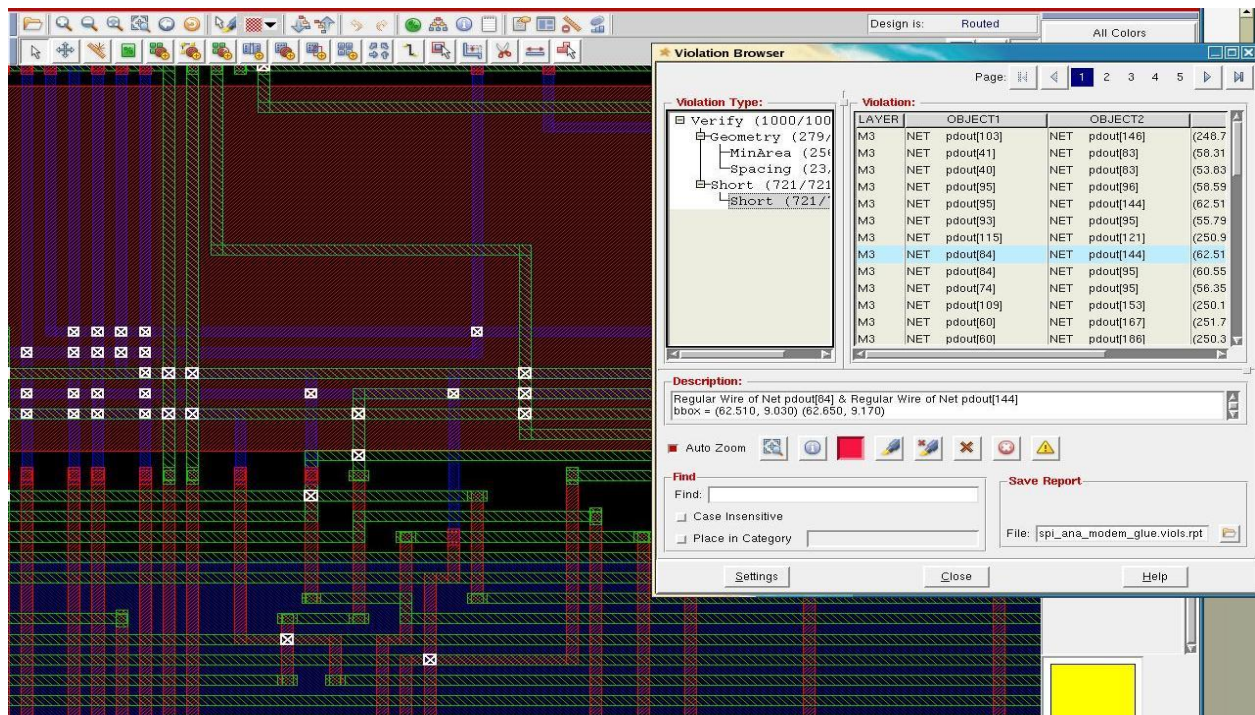 Design is: Routed
All Colors
Violation Browser
Page: 1 2 3 4 5
Violation Type:
Verify (1000/100
Geometry (279/
MinArea (256
Spacing (23,
Short (721/721
Short (721/
Violation:
LAYER OBJECT1 OBJECT2
M3 NET pdout[103] NET pdout[146] (248.7
M3 NET pdout[41] NET pdout[83] (58.31
M3 NET pdout[40] NET pdout[83] (53.83
M3 NET pdout[95] NET pdout[96] (58.59
M3 NET pdout[95] NET pdout[144] (62.51
M3 NET pdout[93] NET pdout[95] (55.79
M3 NET pdout[115] NET pdout[121] (250.9
M3 NET pdout[84] NET pdout[144] (62.51
M3 NET pdout[84] NET pdout[95] (60.55
M3 NET pdout[74] NET pdout[95] (56.35
M3 NET pdout[109] NET pdout[153] (250.1
M3 NET pdout[60] NET pdout[167] (251.7
M3 NET pdout[60] NET pdout[186] (250.3
Description:
Regular Wire of Net pdout[84] & Regular Wire of Net pdout[144]
bbox = (62.510, 9.030) (62.650, 9.170)
Auto Zoom
Find
Find:
Case Insensitive
Place in Category
Save Report
File: spi_ana_modem_glue.viols.rpt
Settings Close Help